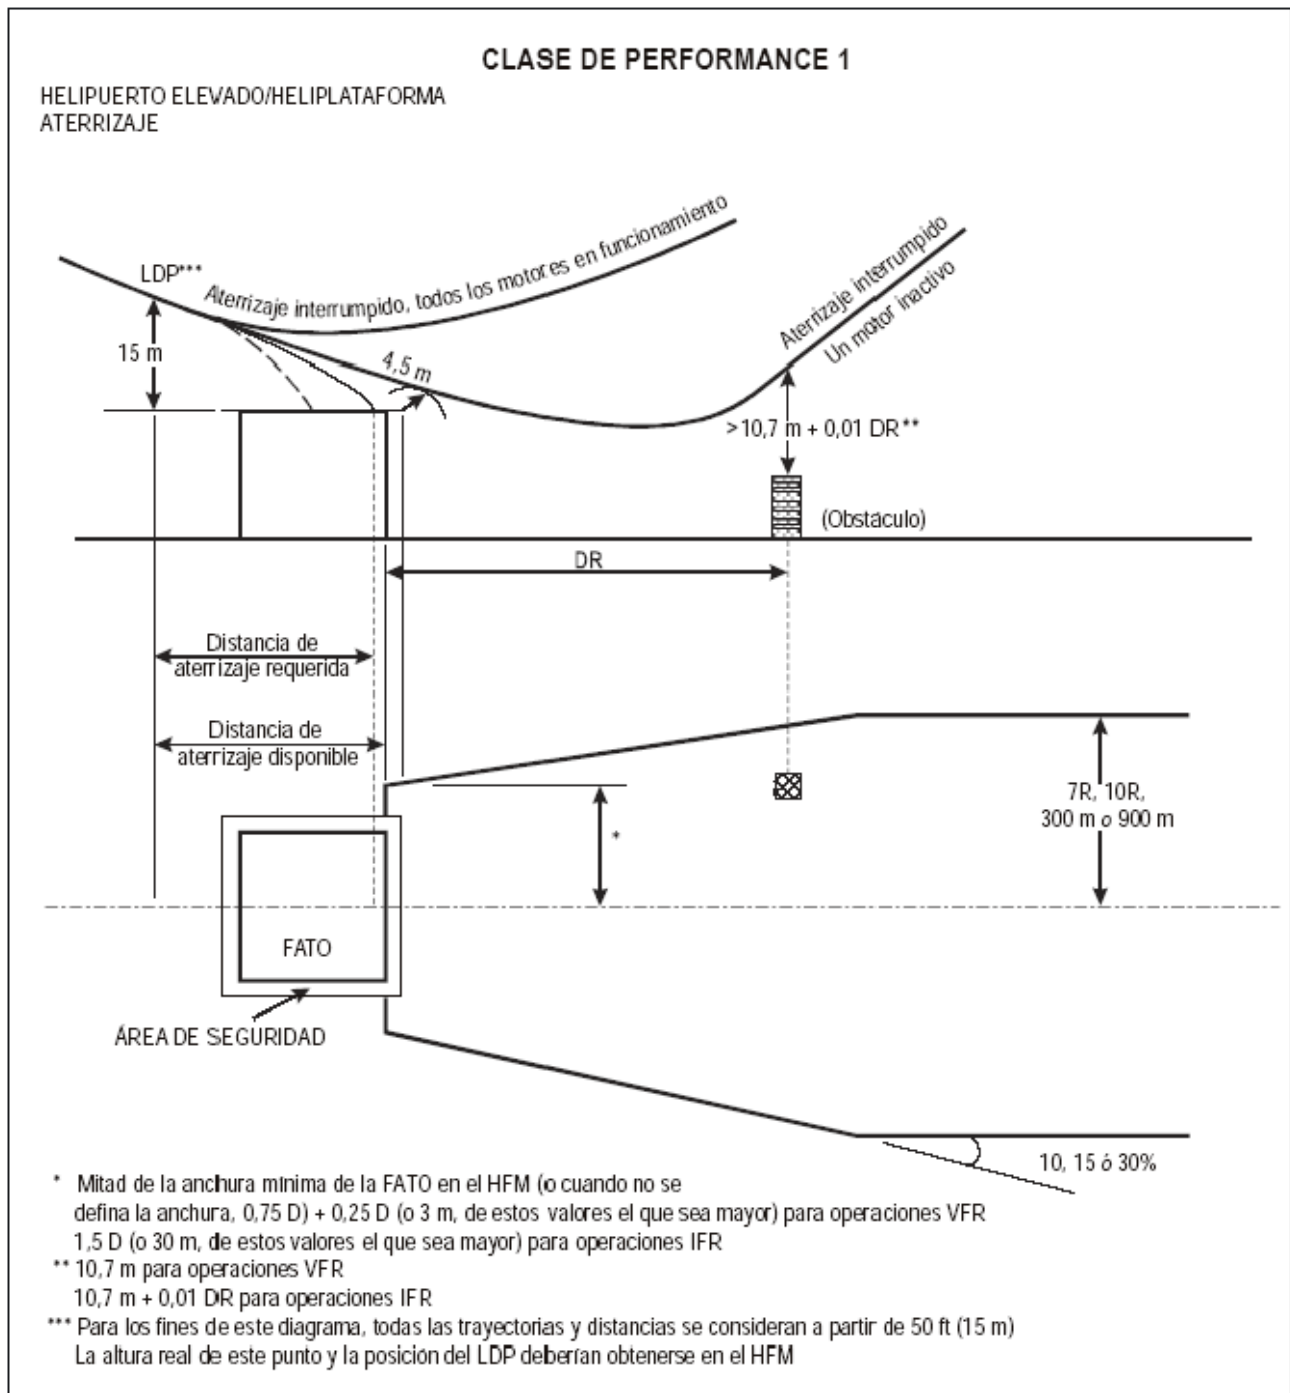 CLASE DE PERFORMANCE 1
HELIPUERTO ELEVADO/HELIPLATAFORMA
ATERRIZAJE
LDP***
Aterrizaje interrumpido, todos los motores en funcionamiento
Aterrizaje interrumpido
Un motor inactivo
15 m
4,5 m
>10,7 m + 0,01 DR**
(Obstáculo)
DR
Distancia de
aterrizaje requerida
Distancia de
aterrizaje disponible
7R, 10R,
300 m o 900 m
*
FATO
ÁREA DE SEGURIDAD
10, 15 ó 30%
* Mitad de la anchura mínima de la FATO en el HFM (o cuando no se
defina la anchura, 0,75 D) + 0,25 D (o 3 m, de estos valores el que sea mayor) para operaciones VFR
1,5 D (o 30 m, de estos valores el que sea mayor) para operaciones IFR
** 10,7 m para operaciones VFR
10,7 m + 0,01 DR para operaciones IFR
*** Para los fines de este diagrama, todas las trayectorias y distancias se consideran a partir de 50 ft (15 m)
La altura real de este punto y la posición del LDP deberían obtenerse en el HFM